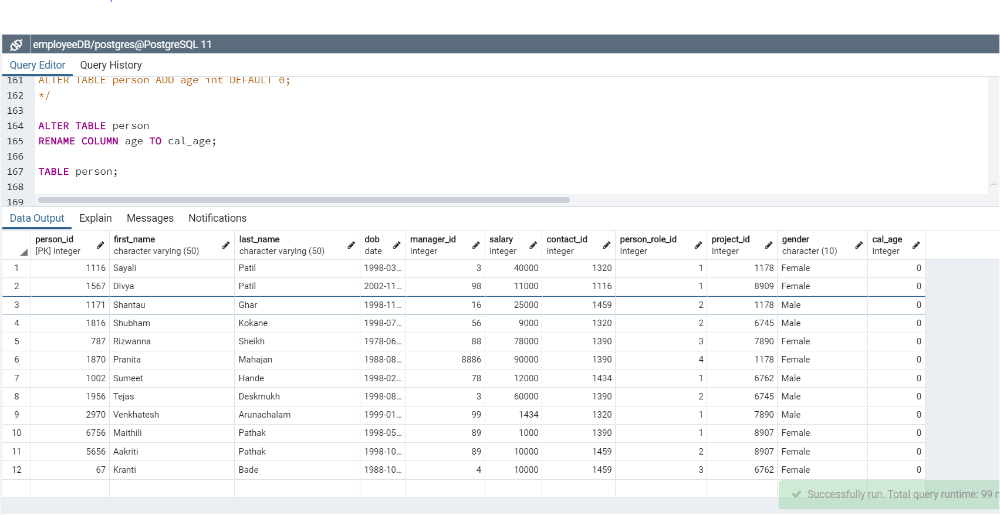 employeeDB/postgres@PostgreSQL 11
Query Editor Query History
161 ALTER TABLE person ADD age int DEFAULT 0;
162 */
163
164 ALTER TABLE person
165 RENAME COLUMN age TO cal_age;
166
167 TABLE person;
168
169
Data Output Explain Messages Notifications
person_id first_name last_name dob manager_id salary contact_id person_role_id project_id gender cal_age
[PK] integer character varying (50) character varying (50) date integer integer integer integer integer character (10) integer
1 1116 Sayali Patil 1998-03... 3 40000 1320 1 1178 Female 0
2 1567 Divya Patil 2002-11... 98 11000 1116 1 8909 Female 0
3 1171 Shantau Ghar 1998-11... 16 25000 1459 2 1178 Male 0
4 1816 Shubham Kokane 1998-07... 56 9000 1320 2 6745 Male 0
5 787 Rizwanna Sheikh 1978-06... 88 78000 1390 3 7890 Female 0
6 1870 Pranita Mahajan 1988-08... 8886 90000 1390 4 1178 Female 0
7 1002 Sumeet Hande 1998-02... 78 12000 1434 1 6762 Male 0
8 1956 Tejas Deskmukh 1998-08... 3 60000 1390 2 6745 Male 0
9 2970 Venkhatesh Arunachalam 1999-01... 99 1434 1320 1 7890 Male 0
10 6756 Maithili Pathak 1998-05... 89 1000 1390 1 8907 Female 0
11 5656 Aakriti Pathak 1998-10... 89 10000 1459 2 8907 Female 0
12 67 Kranti Bade 1988-10... 4 10000 1459 3 6762 Female 0
Successfully run. Total query runtime: 99